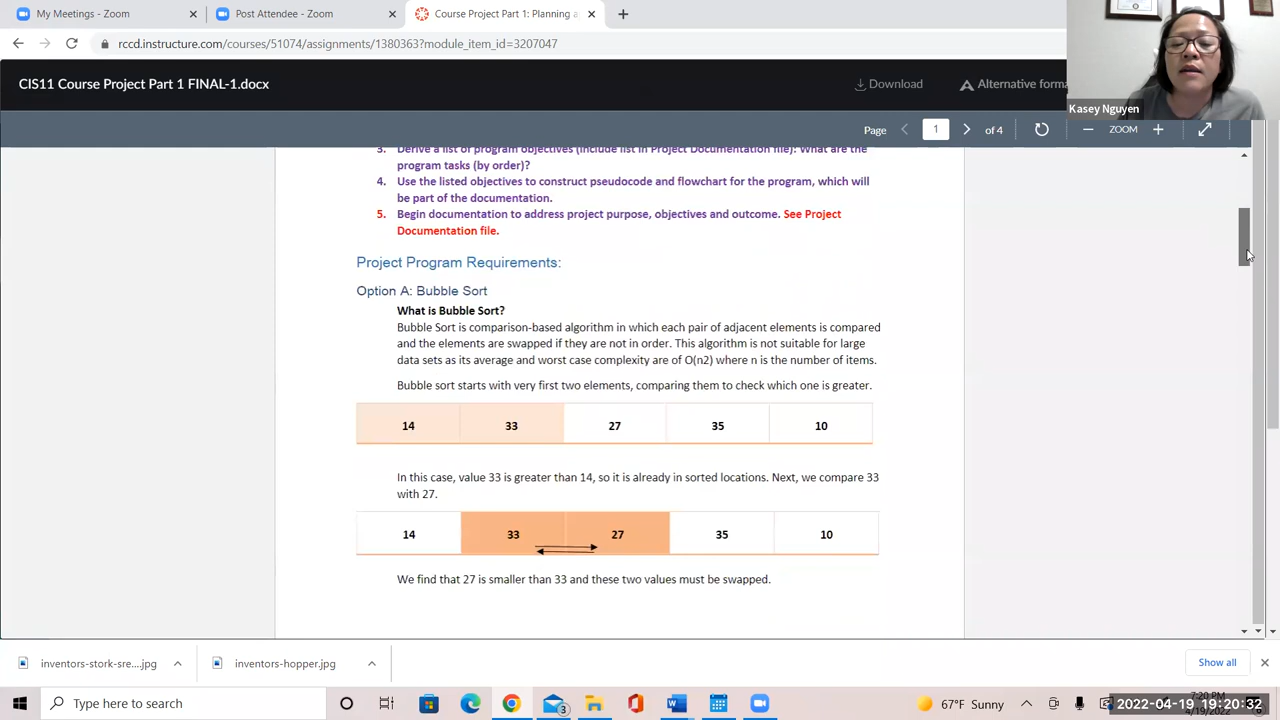 My Meetings - Zoom
Post Attendee - Zoom
Course Project Part 1: Planning a
rccd.instructure.com/courses/51074/assignments/1380363?module_item_id=3207047
CIS11 Course Project Part 1 FINAL-1.docx
Download
Alternative forma
Kasey Nguyen
Page
1
of 4
ZOOM
3. Derive a list of program objectives (include list in Project Documentation file): What are the
program tasks (by order)?
4. Use the listed objectives to construct pseudocode and flowchart for the program, which will
be part of the documentation.
5. Begin documentation to address project purpose, objectives and outcome. See Project
Documentation file.
Project Program Requirements:
Option A: Bubble Sort
What is Bubble Sort?
Bubble Sort is comparison-based algorithm in which each pair of adjacent elements is compared
and the elements are swapped if they are not in order. This algorithm is not suitable for large
data sets as its average and worst case complexity are of O(n2) where n is the number of items.
Bubble sort starts with very first two elements, comparing them to check which one is greater.
14 33 27 35 10
In this case, value 33 is greater than 14, so it is already in sorted locations. Next, we compare 33
with 27.
14 33 27 35 10
We find that 27 is smaller than 33 and these two values must be swapped.
inventors-stork-sre....jpg
inventors-hopper.jpg
Show all
Type here to search
3
67°F Sunny
7:20 PM
2022-04-19 19:20:32
4/19/2022